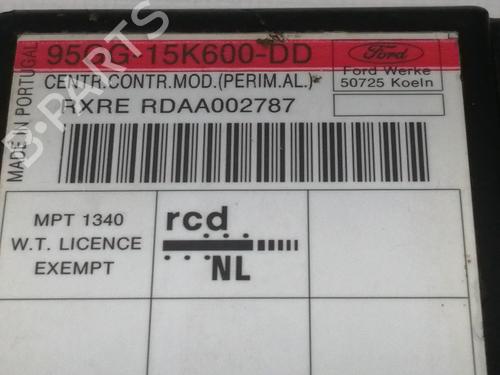 MADE IN PORTUGAL
15K600-DD
Ford
CENTR.CONTR.MOD.(PERIM.AL.)
Ford Werke
50725 Koeln
RXRE RDAA002787
B-PARTS
MPT 1340
W.T. LICENCE
EXEMPT
rcd
NL